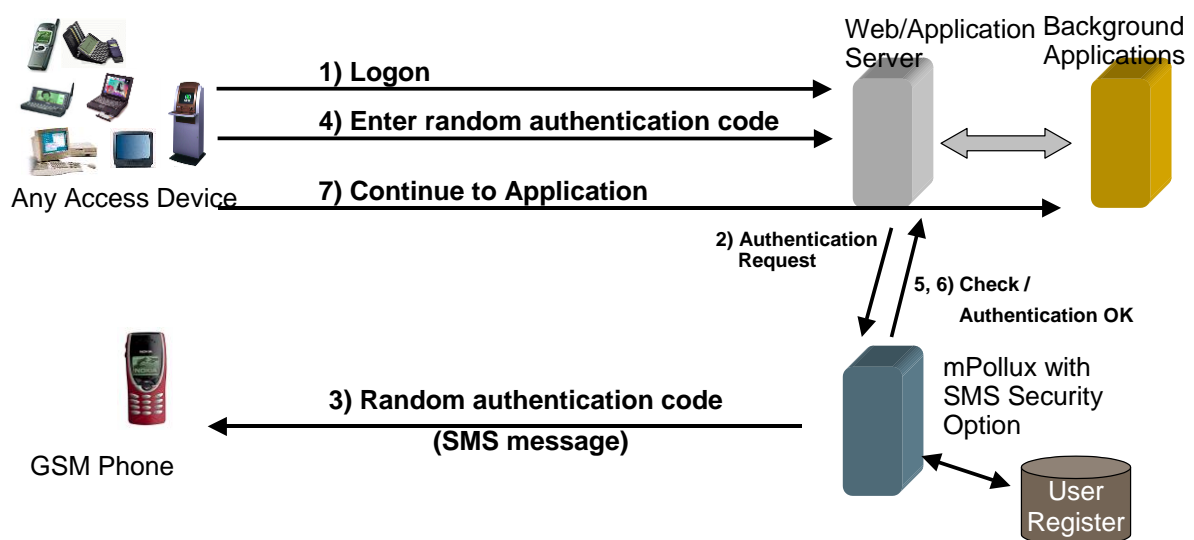 Web/Application
Server
Background
Applications
1) Logon
4) Enter random authentication code
Any Access Device
7) Continue to Application
2) Authentication
Request
5, 6) Check /
Authentication OK
mPollux with
SMS Security
Option
3) Random authentication code
(SMS message)
GSM Phone
User
Register
NOKIA